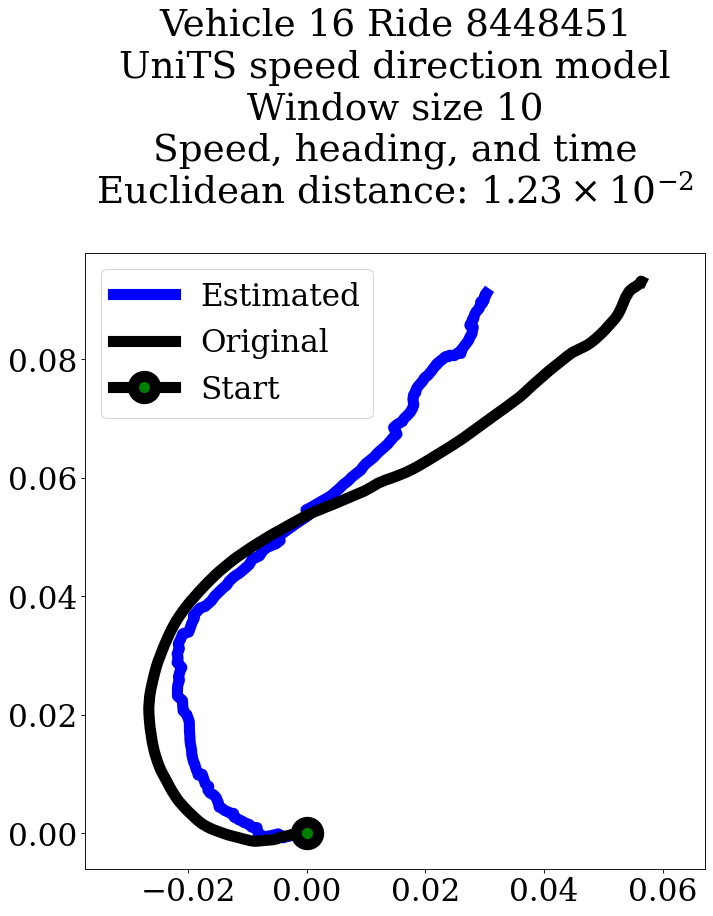 Vehicle 16 Ride 8448451
UniTS speed direction model
Window size 10
Speed, heading, and time
Euclidean distance: 1.23 × 10⁻²
Estimated
Original
Start
0.08
0.06
0.04
0.02
0.00
−0.02 0.00 0.02 0.04 0.06